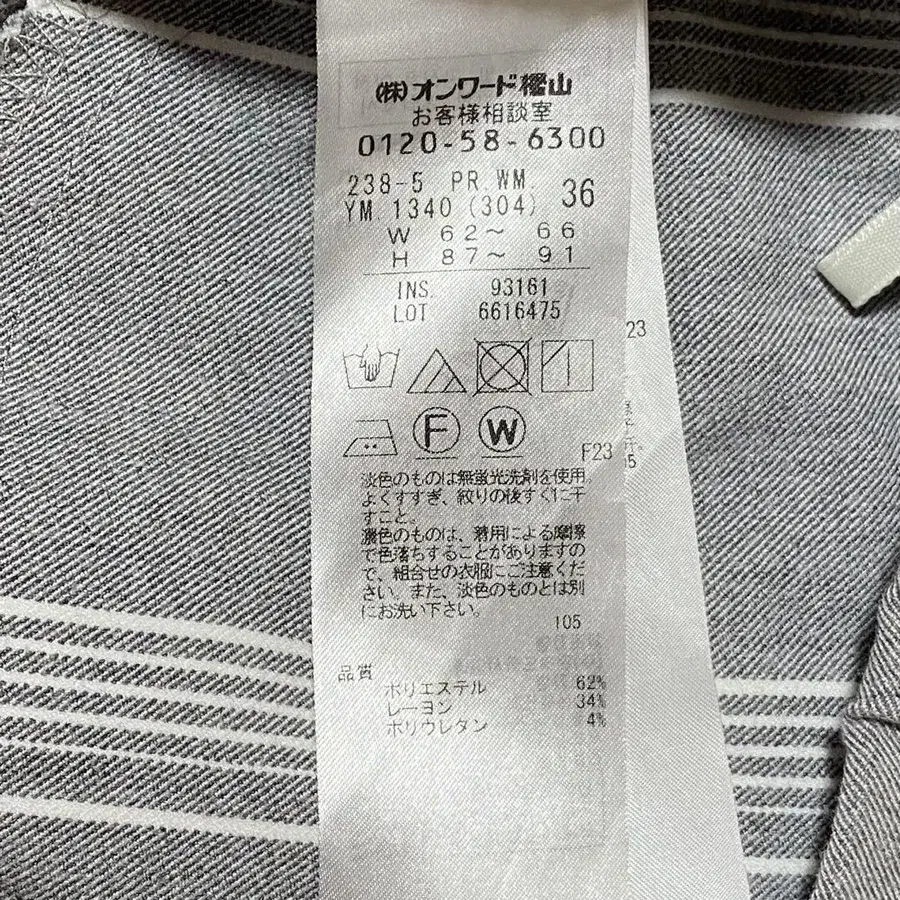 (株)オンワード樫山
お客様相談室
0120-58-6300
238-5 PR.WM.
YM.1340(304) 36
W 62〜 66
H 87〜 91
INS. 93161
LOT 6616475
F
W
F23
淡色のものは無蛍光洗剤を使用
よくすすぎ、絞りの後すぐに干
すこと。
濃色のものは、着用による摩擦
で色落ちすることがありますの
で、組合せの衣服にご注意くだ
さい。また、淡色のものとは別
にお洗い下さい。
105
品質
ポリエステル 62%
レーヨン 34%
ポリウレタン 4%
23